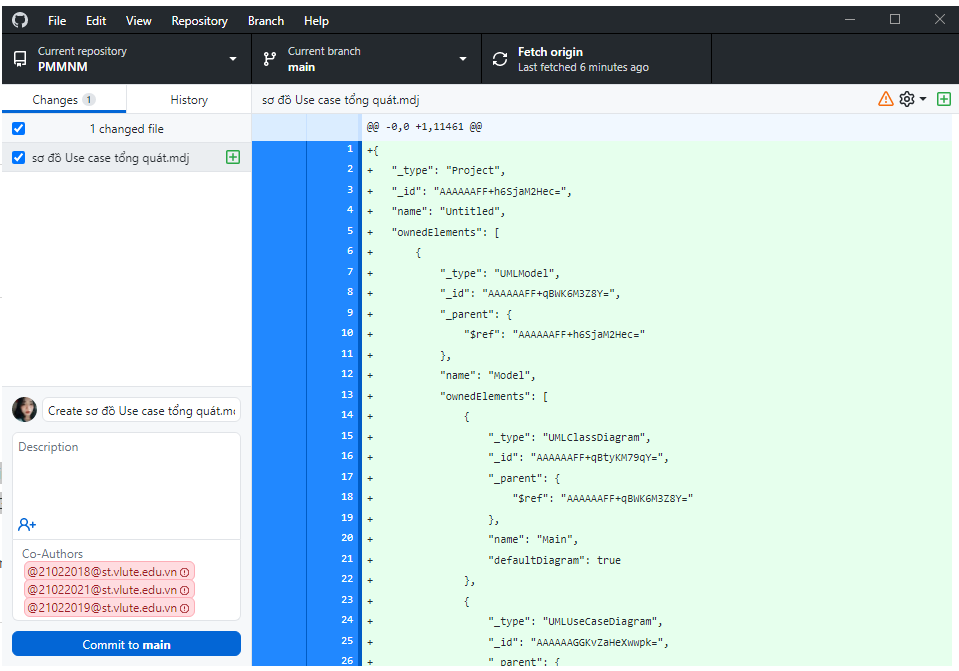 File Edit View Repository Branch Help
Current repository
PMMNM
Current branch
main
Fetch origin
Last fetched 6 minutes ago
Changes 1
History
sơ đồ Use case tổng quát.mdj
1 changed file
sơ đồ Use case tổng quát.mdj
@@ -0,0 +1,11461 @@
1 +{
2 + "_type": "Project",
3 + "_id": "AAAAAAFF+h6SjaM2Hec=",
4 + "name": "Untitled",
5 + "ownedElements": [
6 + {
7 + "_type": "UMLModel",
8 + "_id": "AAAAAAFF+qBWK6M3Z8Y=",
9 + "_parent": {
10 + "$ref": "AAAAAAFF+h6SjaM2Hec="
11 + },
12 + "name": "Model",
13 + "ownedElements": [
14 + {
15 + "_type": "UMLClassDiagram",
16 + "_id": "AAAAAAFF+qBtyKM79qY=",
17 + "_parent": {
18 + "$ref": "AAAAAAFF+qBWK6M3Z8Y="
19 + },
20 + "name": "Main",
21 + "defaultDiagram": true
22 + },
23 + {
24 + "_type": "UMLUseCaseDiagram",
25 + "_id": "AAAAAAGGKvZaHeXwwpk=",
26 + "_parent": {
Create sơ đồ Use case tổng quát.m
Description
Co-Authors
@21022018@st.vlute.edu.vn
@21022021@st.vlute.edu.vn
@21022019@st.vlute.edu.vn
Commit to main